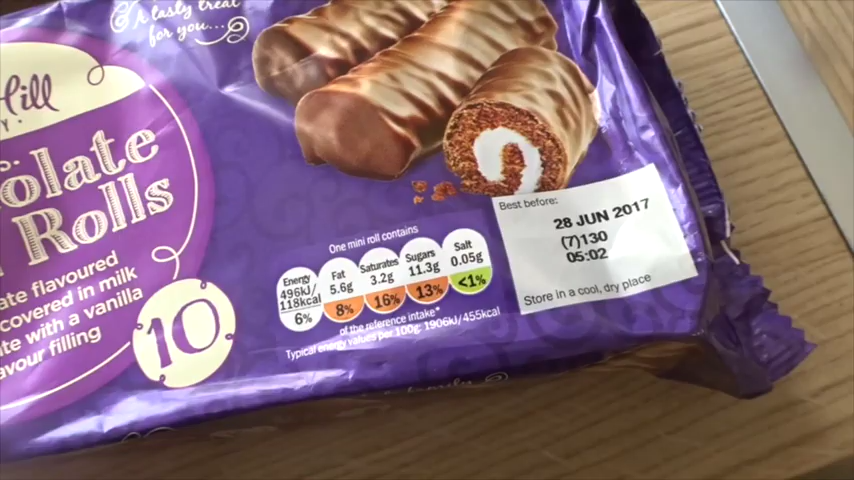 A tasty treat
for you...
Hill
olate
Rolls
ate flavoured
covered in milk
te with a vanilla
avour filling
10
One mini roll contains
Energy 496kJ/ 118kcal 6%
Fat 5.6g 8%
Saturates 3.2g 16%
Sugars 11.3g 13%
Salt 0.05g <1%
of the reference intake*
Typical energy values per 100g: 1906kJ/455kcal
Best before:
28 JUN 2017
(7)130
05:02
Store in a cool, dry place